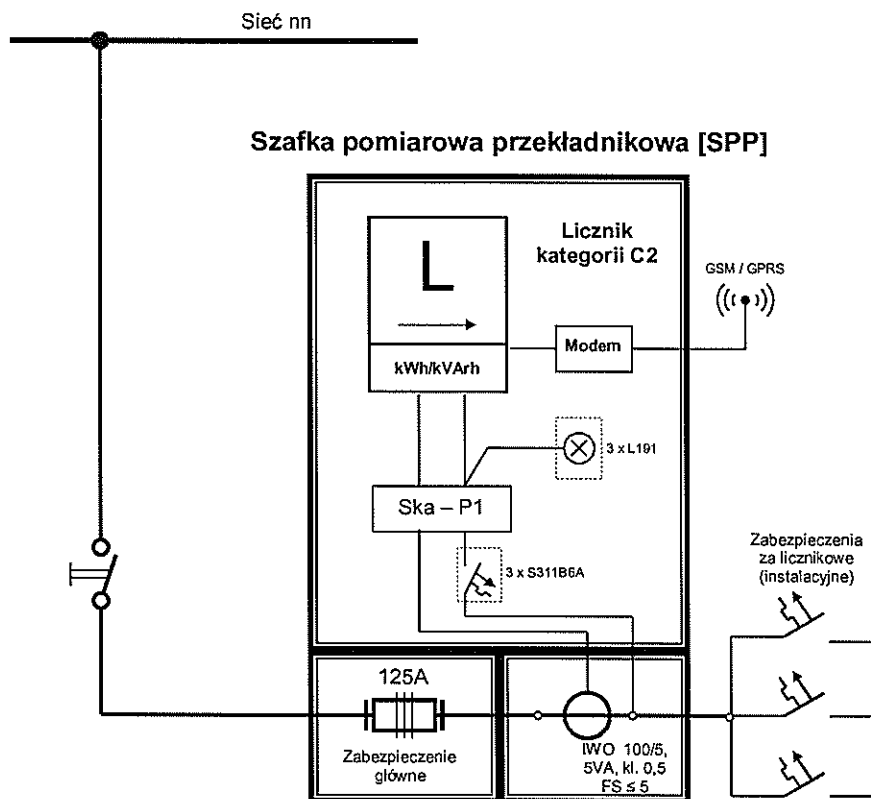 Sieć nn
Szafka pomiarowa przekładnikowa [SPP]
Licznik
kategorii C2
L
kWh/kVArh
Modem
GSM / GPRS
3 x L191
Ska – P1
3 x S311B6A
Zabezpieczenia
za licznikowe
(instalacyjne)
125A
Zabezpieczenie
główne
IWO 100/5,
5VA, kl. 0,5
FS ≤ 5